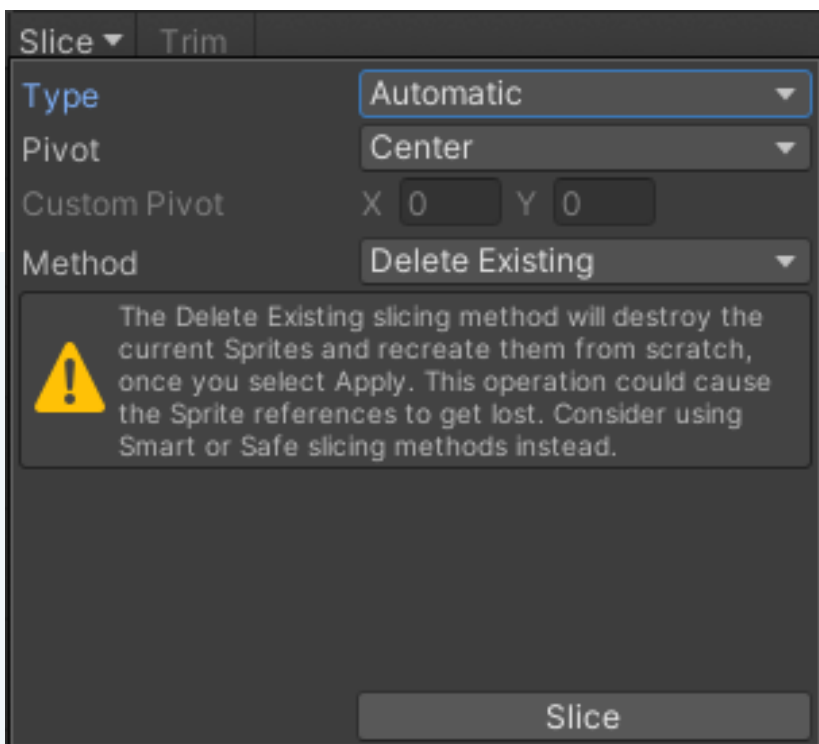 Slice Trim
Type Automatic
Pivot Center
Custom Pivot X 0 Y 0
Method Delete Existing
The Delete Existing slicing method will destroy the
current Sprites and recreate them from scratch,
once you select Apply. This operation could cause
the Sprite references to get lost. Consider using
Smart or Safe slicing methods instead.
Slice